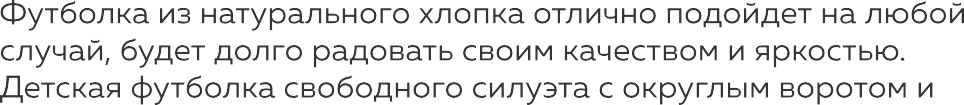 Футболка из натурального хлопка отлично подойдет на любой
случай, будет долго радовать своим качеством и яркостью.
Детская футболка свободного силуэта с округлым воротом и